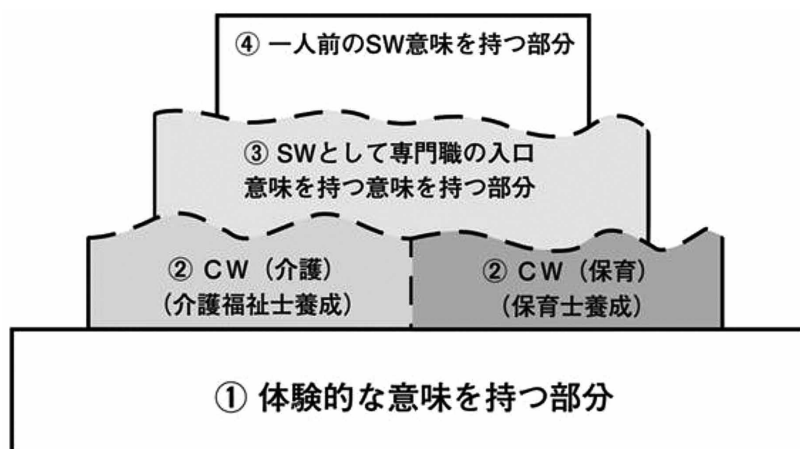 ④ 一人前のSW意味を持つ部分
③ SWとして専門職の入口
意味を持つ意味を持つ部分
② CW（介護）
（介護福祉士養成）
② CW（保育）
（保育士養成）
① 体験的な意味を持つ部分